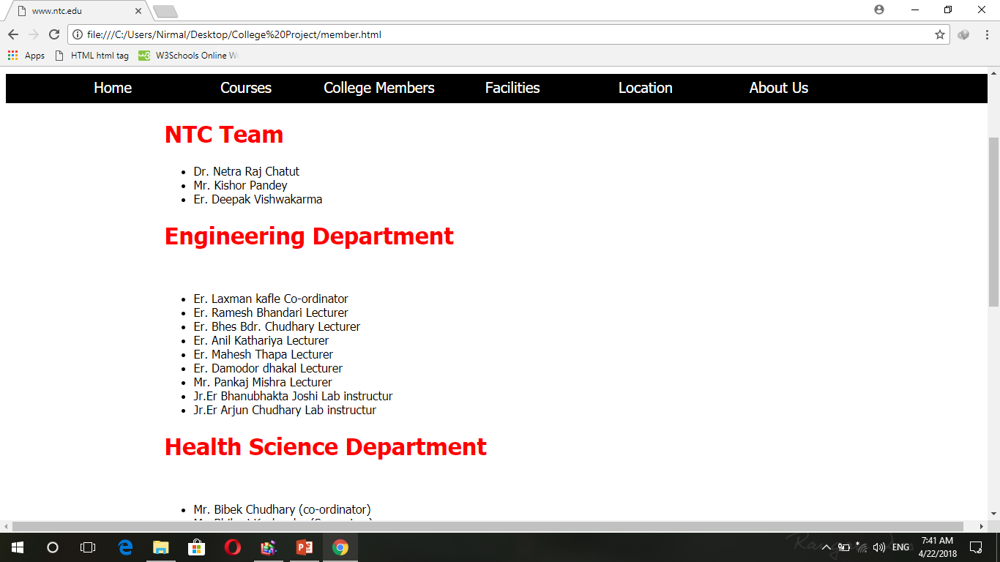 www.ntc.edu
file:///C:/Users/Nirmal/Desktop/College%20Project/member.html
Apps HTML html tag W3Schools Online W
Home Courses College Members Facilities Location About Us
NTC Team
Dr. Netra Raj Chatut
Mr. Kishor Pandey
Er. Deepak Vishwakarma
Engineering Department
Er. Laxman kafle Co-ordinator
Er. Ramesh Bhandari Lecturer
Er. Bhes Bdr. Chudhary Lecturer
Er. Anil Kathariya Lecturer
Er. Mahesh Thapa Lecturer
Er. Damodor dhakal Lecturer
Mr. Pankaj Mishra Lecturer
Jr.Er Bhanubhakta Joshi Lab instructur
Jr.Er Arjun Chudhary Lab instructur
Health Science Department
Mr. Bibek Chudhary (co-ordinator)
ENG
7:41 AM
4/22/2018